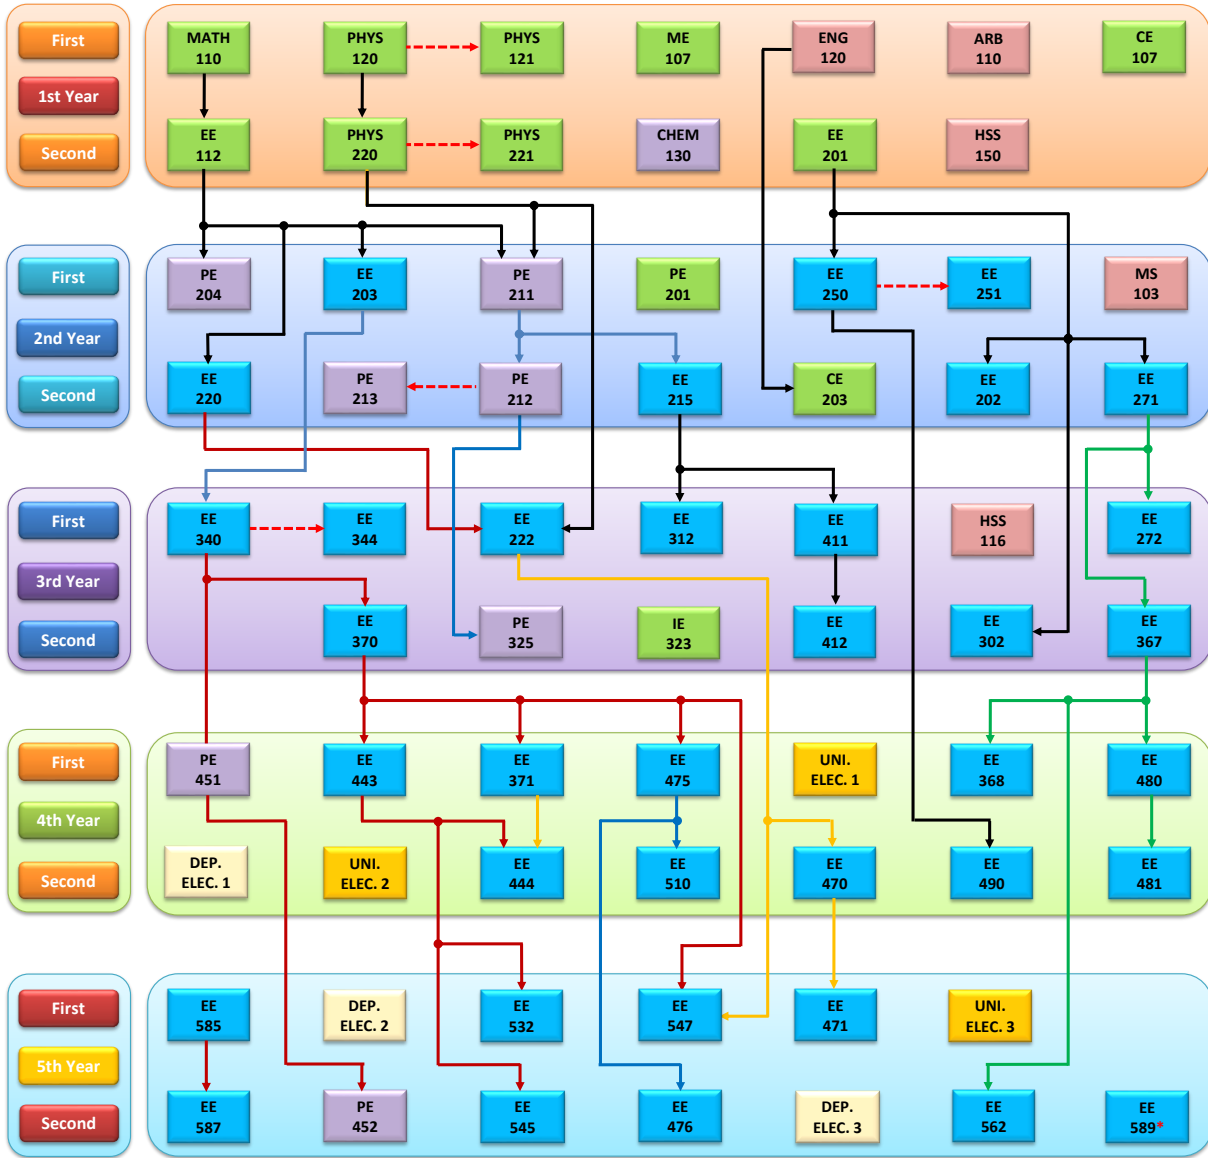 First
MATH
110
PHYS
120
PHYS
121
ME
107
ENG
120
ARB
110
CE
107
1st Year
Second
EE
112
PHYS
220
PHYS
221
CHEM
130
EE
201
HSS
150
First
PE
204
EE
203
PE
211
PE
201
EE
250
EE
251
MS
103
2nd Year
Second
EE
220
PE
213
PE
212
EE
215
CE
203
EE
202
EE
271
First
EE
340
EE
344
EE
222
EE
312
EE
411
HSS
116
EE
272
3rd Year
Second
EE
370
PE
325
IE
323
EE
412
EE
302
EE
367
First
PE
451
EE
443
EE
371
EE
475
UNI.
ELEC. 1
EE
368
EE
480
4th Year
Second
DEP.
ELEC. 1
UNI.
ELEC. 2
EE
444
EE
510
EE
470
EE
490
EE
481
First
EE
585
DEP.
ELEC. 2
EE
532
EE
547
EE
471
UNI.
ELEC. 3
5th Year
Second
EE
587
PE
452
EE
545
EE
476
DEP.
ELEC. 3
EE
562
EE
589*